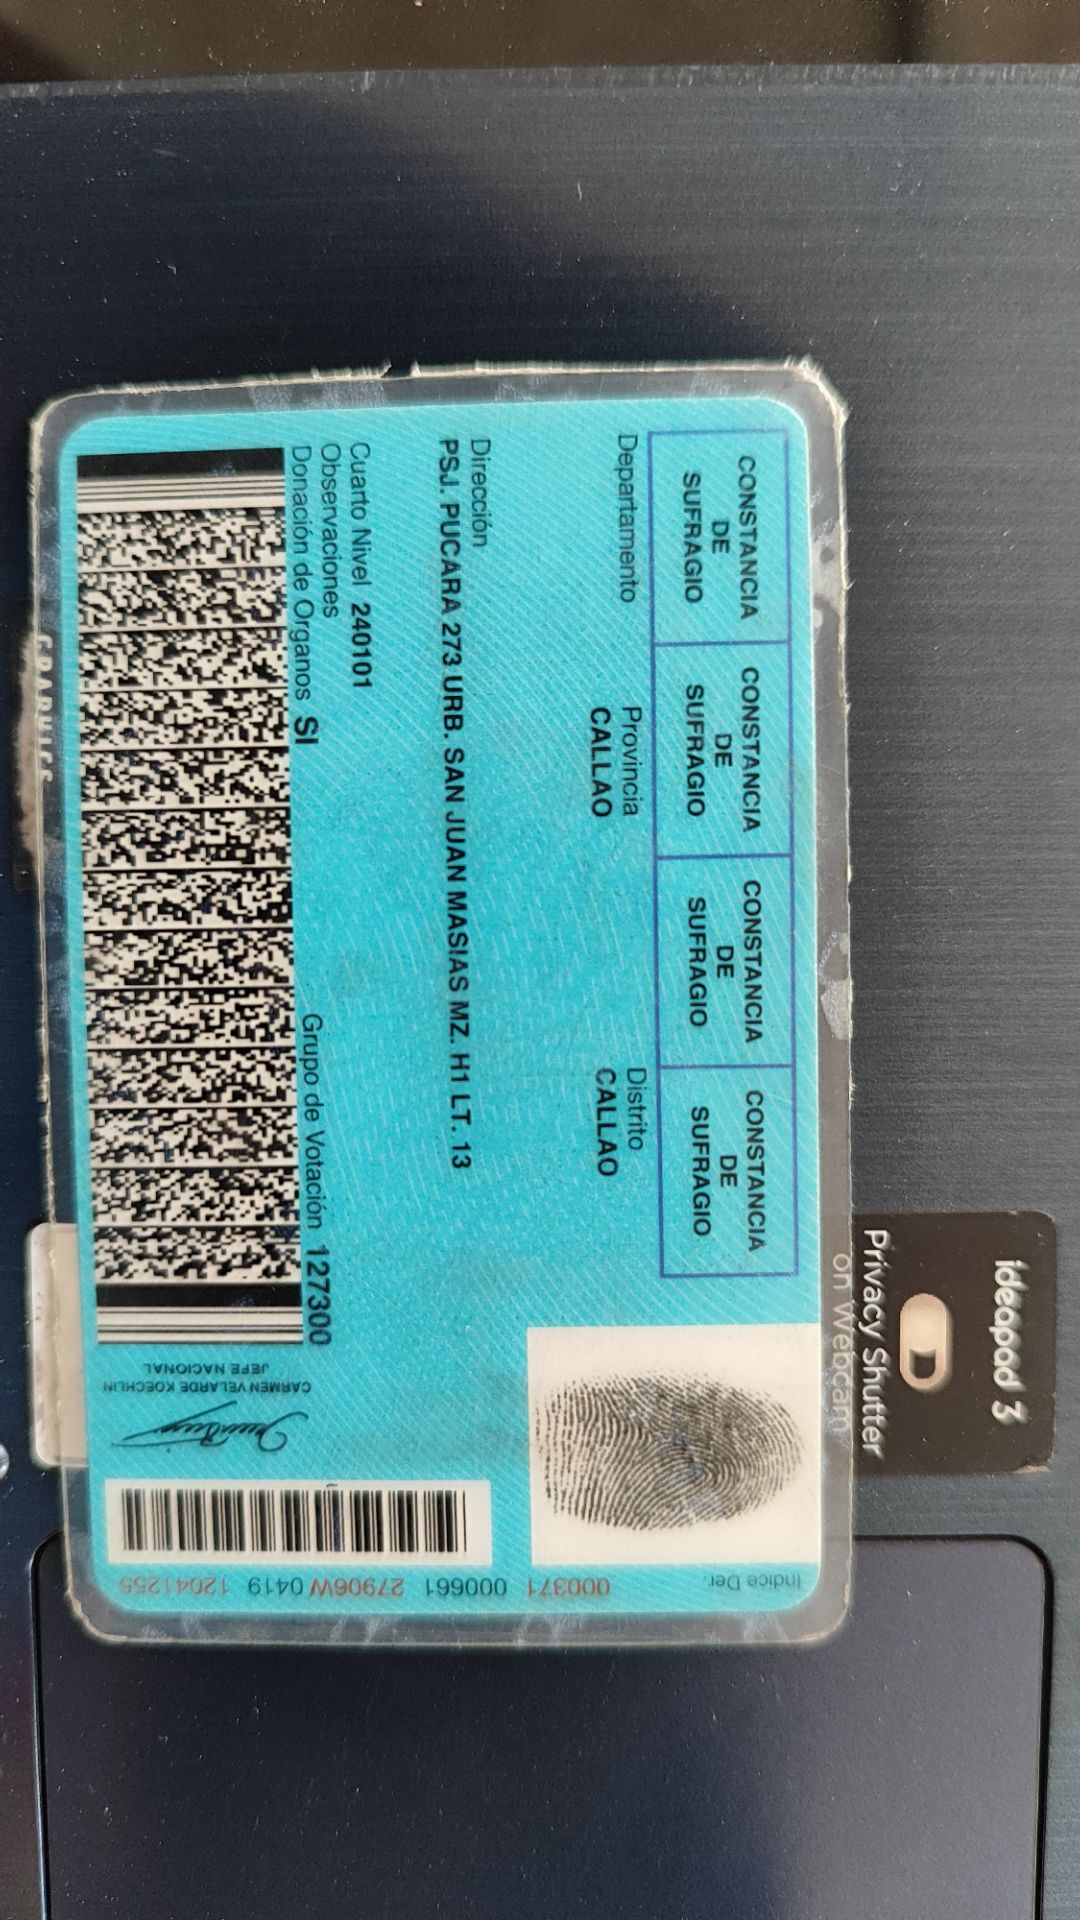 CONSTANCIA DE SUFRAGIO
CONSTANCIA DE SUFRAGIO
CONSTANCIA DE SUFRAGIO
CONSTANCIA DE SUFRAGIO
Departamento
Provincia
CALLAO
Distrito
CALLAO
Dirección
PSJ. PUCARA 273 URB. SAN JUAN MASIAS MZ. H1 LT. 13
Cuarto Nivel 240101
Observaciones
Donación de Organos SI
Grupo de Votación 127300
CARMEN VELARDE KOECHLIN
JEFE NACIONAL
Indice Der.
000371 000661 27906W 0419 12041255
ideapad 3
Privacy Shutter
on Webcam
GRAPHICS